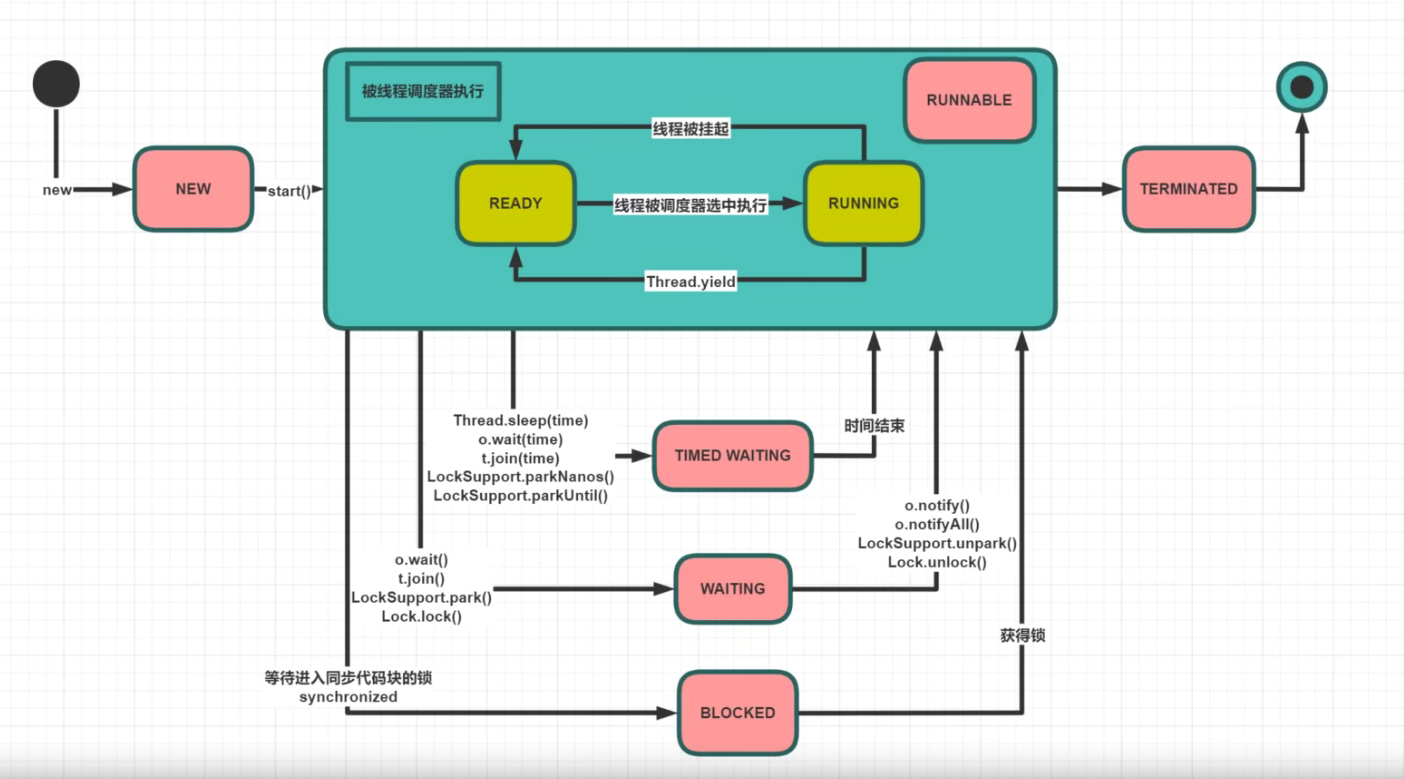 被线程调度器执行
RUNNABLE
线程被挂起
new
NEW
start()
READY
线程被调度器选中执行
RUNNING
TERMINATED
Thread.yield
Thread.sleep(time)
o.wait(time)
t.join(time)
LockSupport.parkNanos()
LockSupport.parkUntil()
TIMED WAITING
时间结束
o.notify()
o.notifyAll()
LockSupport.unpark()
Lock.unlock()
o.wait()
t.join()
LockSupport.park()
Lock.lock()
WAITING
获得锁
等待进入同步代码块的锁
synchronized
BLOCKED